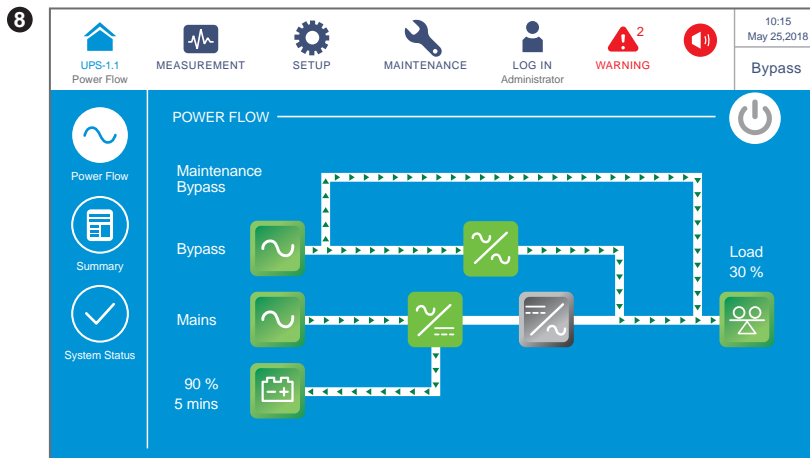 8
UPS-1.1
Power Flow
MEASUREMENT
SETUP
MAINTENANCE
LOG IN
Administrator
2
WARNING
10:15
May 25,2018
Bypass
POWER FLOW
Power Flow
Summary
System Status
Maintenance
Bypass
Bypass
Load
30 %
Mains
90 %
5 mins